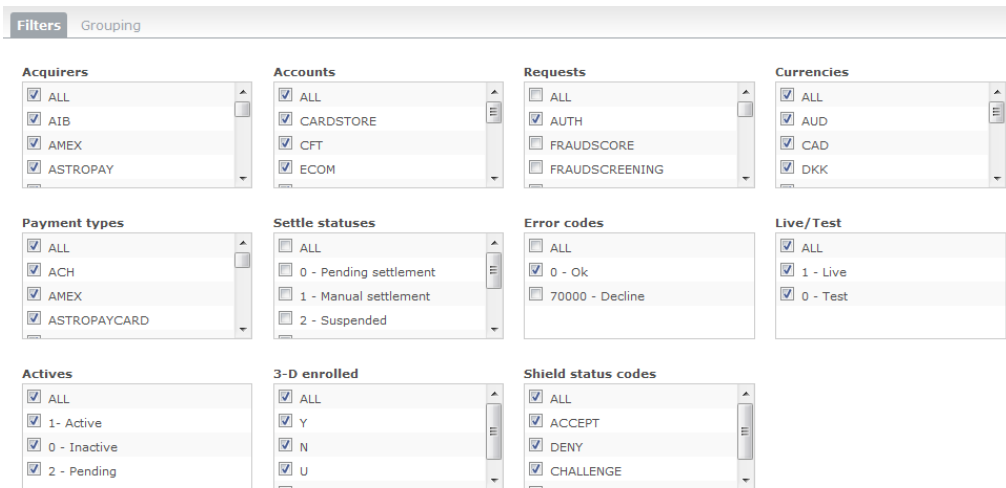 Filters Grouping
Acquirers
ALL
AIB
AMEX
ASTROPAY
Accounts
ALL
CARDSTORE
CFT
ECOM
Requests
ALL
AUTH
FRAUDSCORE
FRAUDSCREENING
Currencies
ALL
AUD
CAD
DKK
Payment types
ALL
ACH
AMEX
ASTROPAYCARD
Settle statuses
ALL
0 - Pending settlement
1 - Manual settlement
2 - Suspended
Error codes
ALL
0 - Ok
70000 - Decline
Live/Test
ALL
1 - Live
0 - Test
Actives
ALL
1- Active
0 - Inactive
2 - Pending
3-D enrolled
ALL
Y
N
U
Shield status codes
ALL
ACCEPT
DENY
CHALLENGE